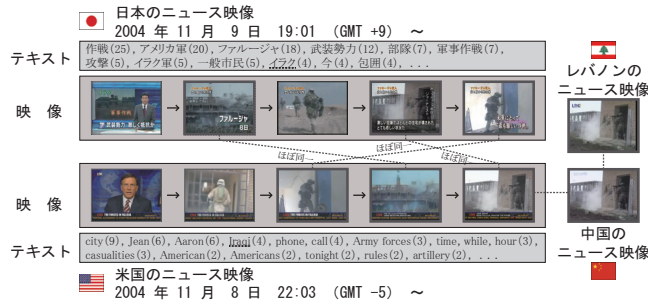 日本のニュース映像
2004 年 11 月 9 日 19:01 (GMT +9) ～
テキスト
作戦(25), アメリカ軍(20), ファルージャ(18), 武装勢力(12), 部隊(7), 軍事作戦(7),
攻撃(5), イラク軍(5), 一般市民(5), イラク(4), 今(4), 包囲(4), . . .
レバノンの
ニュース映像
映 像
ファルージャ
8日
ほぼ同一
ほぼ同一
ほぼ同一
映 像
中国の
ニュース映像
テキスト
city(9), Jean(6), Aaron(6), Iraqi(4), phone, call(4), Army forces(3), time, while, hour(3),
casualities(3), American(2), Americans(2), tonight(2), rules(2), artillery(2), . . .
米国のニュース映像
2004 年 11 月 8 日 22:03 (GMT −5) ～